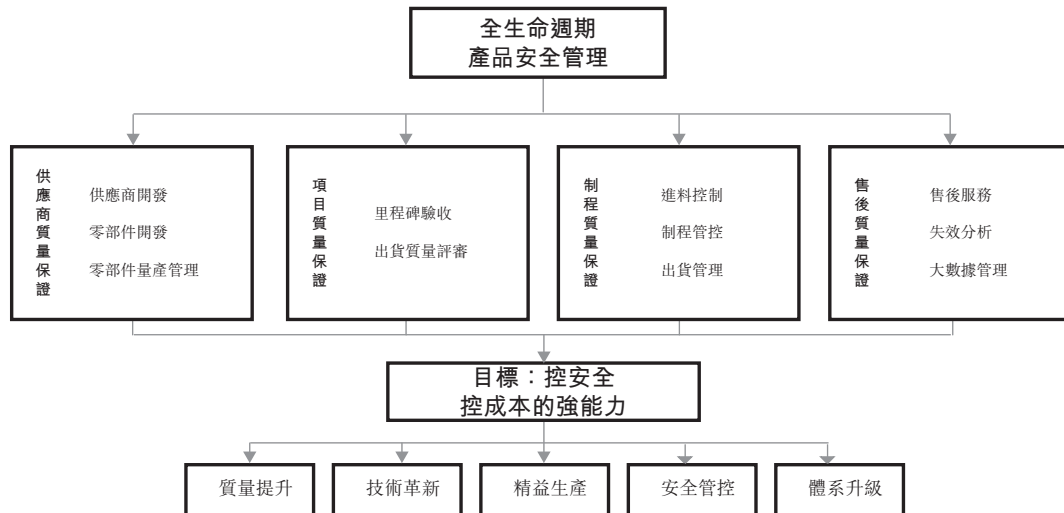 全生命週期
產品安全管理
供應商質量保證
供應商開發
零部件開發
零部件量產管理
項目質量保證
里程碑驗收
出貨質量評審
制程質量保證
進料控制
制程管控
出貨管理
售後質量保證
售後服務
失效分析
大數據管理
目標：控安全
控成本的強能力
質量提升
技術革新
精益生產
安全管控
體系升級